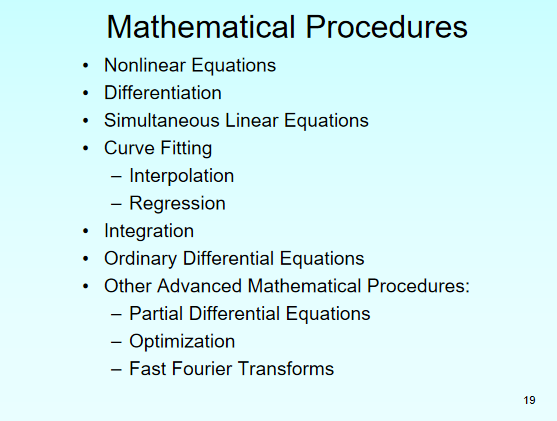 Mathematical Procedures
• Nonlinear Equations
• Differentiation
• Simultaneous Linear Equations
• Curve Fitting
– Interpolation
– Regression
• Integration
• Ordinary Differential Equations
• Other Advanced Mathematical Procedures:
– Partial Differential Equations
– Optimization
– Fast Fourier Transforms
19